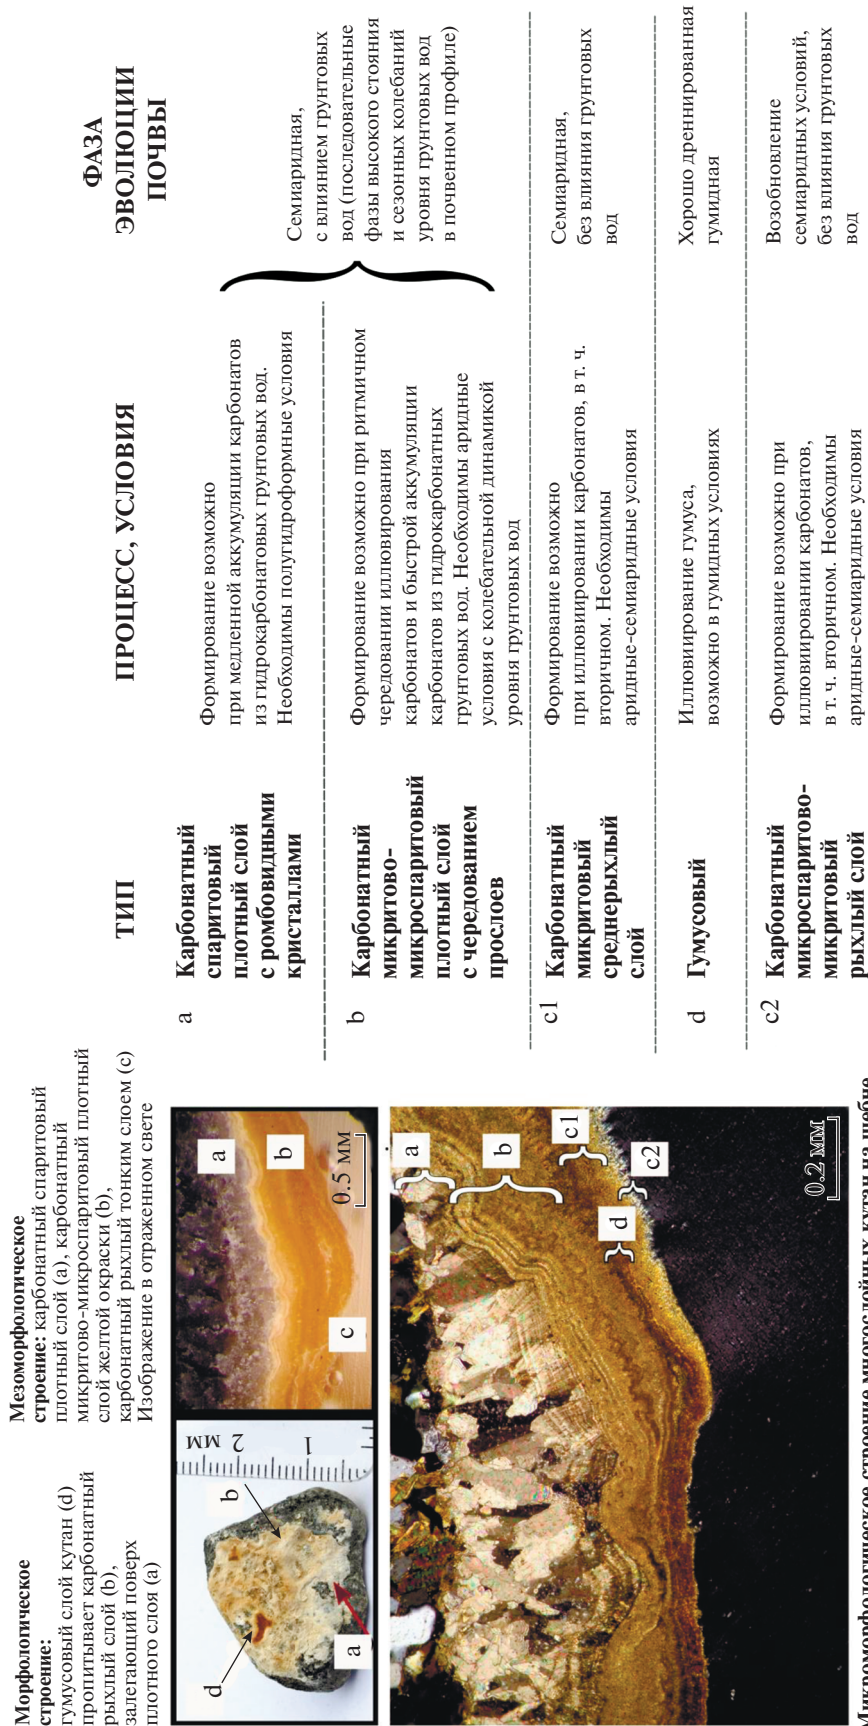 Морфологическое
строение:
гумусовый слой кутан (d)
пропитывает карбонатный
рыхлый слой (b),
залегающий поверх
плотного слоя (a)
Мезоморфологическое
строение: карбонатный спаритовый
плотный слой (a), карбонатный
микритово-микроспаритовый плотный
слой желтой окраски (b),
карбонатный рыхлый тонким слоем (c)
Изображение в отраженном свете
d
b
a
мм
2
1
a
b
c
0.5 мм
a
b
c1
d
c2
0.2 мм
ТИП
ПРОЦЕСС, УСЛОВИЯ
ФАЗА
ЭВОЛЮЦИИ
ПОЧВЫ
a
Карбонатный
спаритовый
плотный слой
с ромбовидными
кристаллами
Формирование возможно
при медленной аккумуляции карбонатов
из гидрокарбонатовых грунтовых вод.
Необходимы полугидроформные условия
b
Карбонатный
микритово-
микроспаритовый
плотный слой
с чередованием
прослоев
Формирование возможно при ритмичном
чередовании иллювирования
карбонатов и быстрой аккумуляции
карбонатов из гидрокарбонатных
грунтовых вод. Необходимы аридные
условия с колебательной динамикой
уровня грунтовых вод
Семиаридная,
с влиянием грунтовых
вод (последовательные
фазы высокого стояния
и сезонных колебаний
уровня грунтовых вод
в почвенном профиле)
c1
Карбонатный
микритовый
среднерыхлый
слой
Формирование возможно
при иллювиировании карбонатов, в т. ч.
вторичном. Необходимы
аридные-семиаридные условия
Семиаридная,
без влияния грунтовых
вод
d
Гумусовый
Иллювиирование гумуса,
возможно в гумидных условиях
Хорошо дреннированная
гумидная
c2
Карбонатный
микроспаритово-
микритовый
рыхлый слой
Формирование возможно при
иллювиировании карбонатов,
в т. ч. вторичном. Необходимы
аридные-семиаридные условия
Возобновление
семиаридных условий,
без влияния грунтовых
вод
Микроморфологическое строение многослойных кутан на щебне